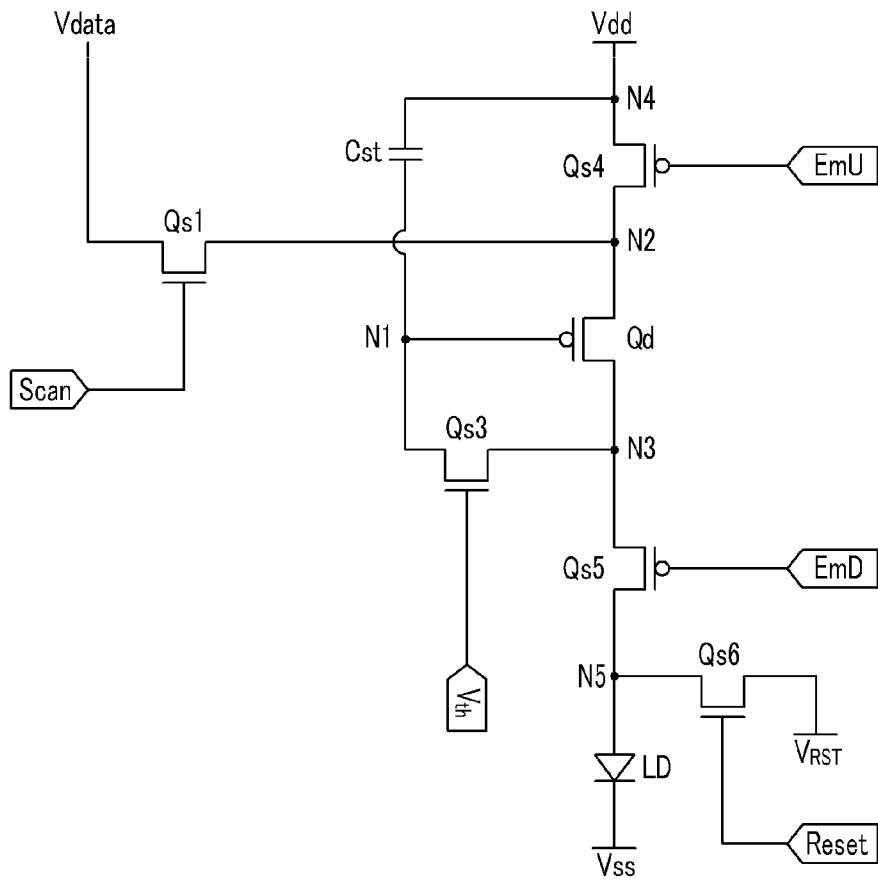 Vdata
Vdd
N4
Cst
Qs4
EmU
Qs1
N2
N1
Qd
Scan
Qs3
N3
Qs5
EmD
Qs6
N5
Vth
VRST
LD
Reset
Vss